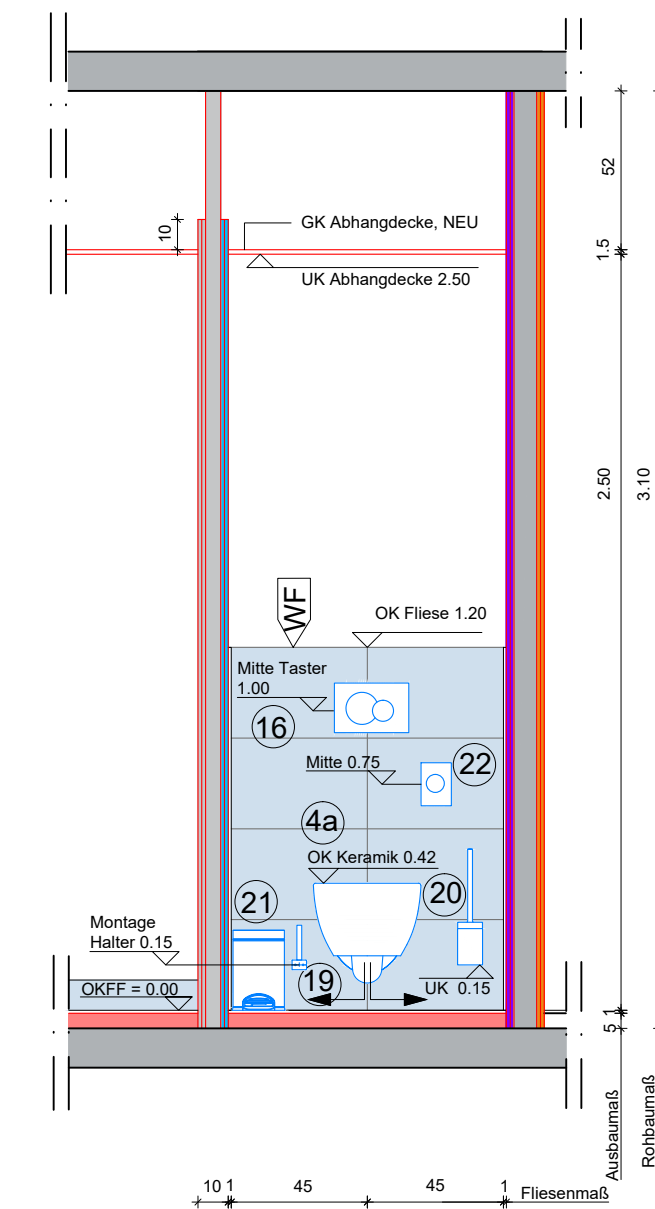 52
10
GK Abhangdecke, NEU
1.5
UK Abhangdecke 2.50
2.50
3.10
WF
OK Fliese 1.20
Mitte Taster
1.00
16
Mitte 0.75
22
4a
OK Keramik 0.42
21
20
Montage
Halter 0.15
19
OKFF = 0.00
UK 0.15
1
5
Ausbaumaß
Rohbaumaß
10 1 45 45 1 Fliesenmaß